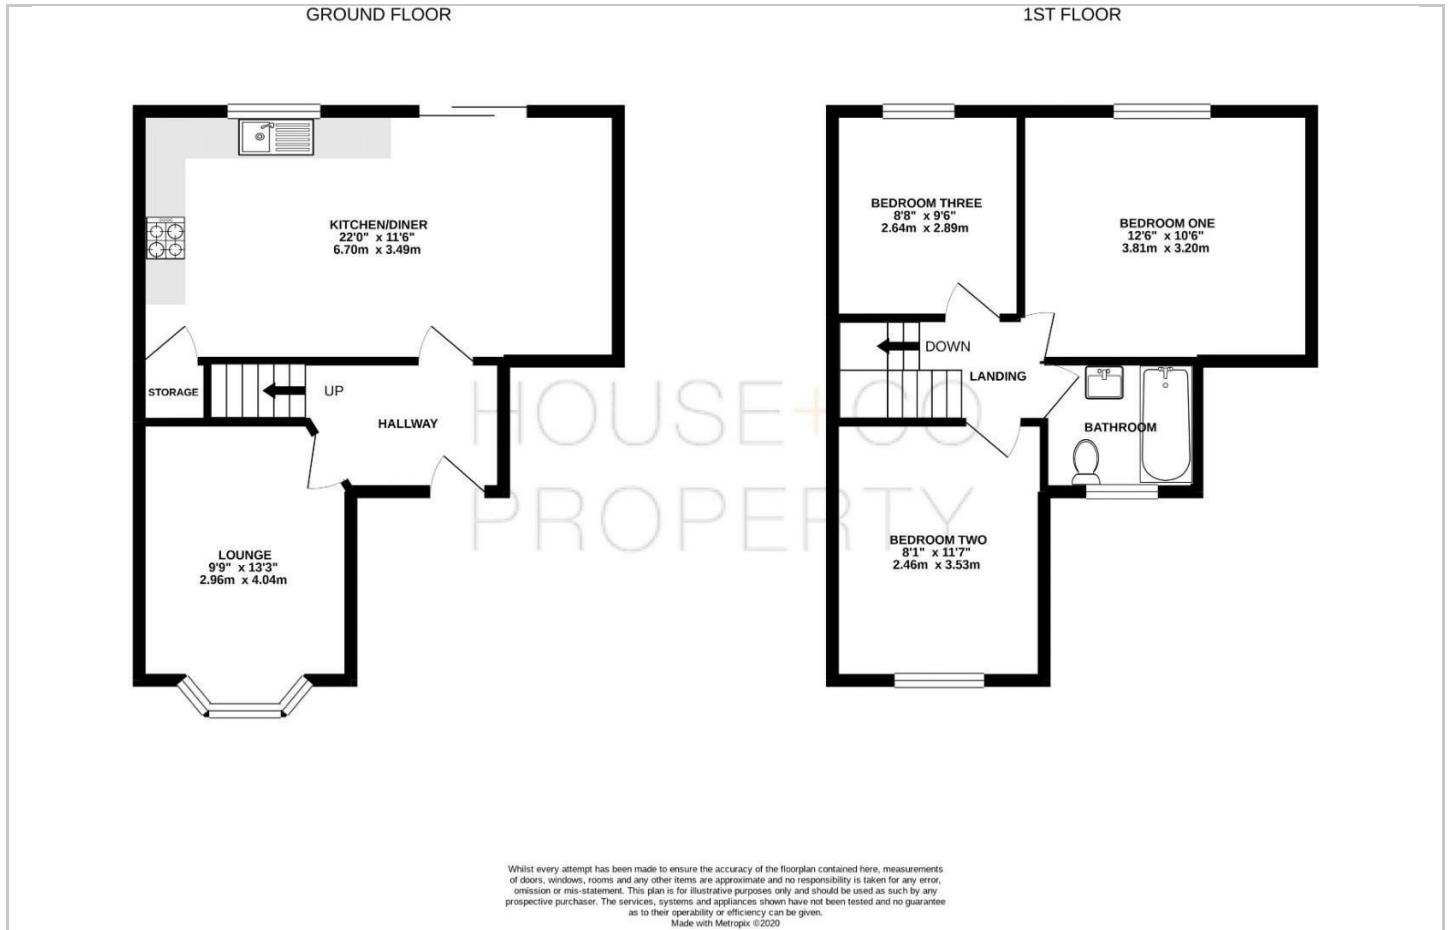 GROUND FLOOR
1ST FLOOR
KITCHEN/DINER
22'0" x 11'6"
6.70m x 3.49m
STORAGE
UP
HALLWAY
LOUNGE
9'9" x 13'3"
2.96m x 4.04m
BEDROOM THREE
8'8" x 9'6"
2.64m x 2.89m
BEDROOM ONE
12'6" x 10'6"
3.81m x 3.20m
DOWN
LANDING
BATHROOM
BEDROOM TWO
8'1" x 11'7"
2.46m x 3.53m
HOUSE+CO
PROPERTY
Whilst every attempt has been made to ensure the accuracy of the floorplan contained here, measurements
of doors, windows, rooms and any other items are approximate and no responsibility is taken for any error,
omission or mis-statement. This plan is for illustrative purposes only and should be used as such by any
prospective purchaser. The services, systems and appliances shown have not been tested and no guarantee
as to their operability or efficiency can be given.
Made with Metropix ©2020